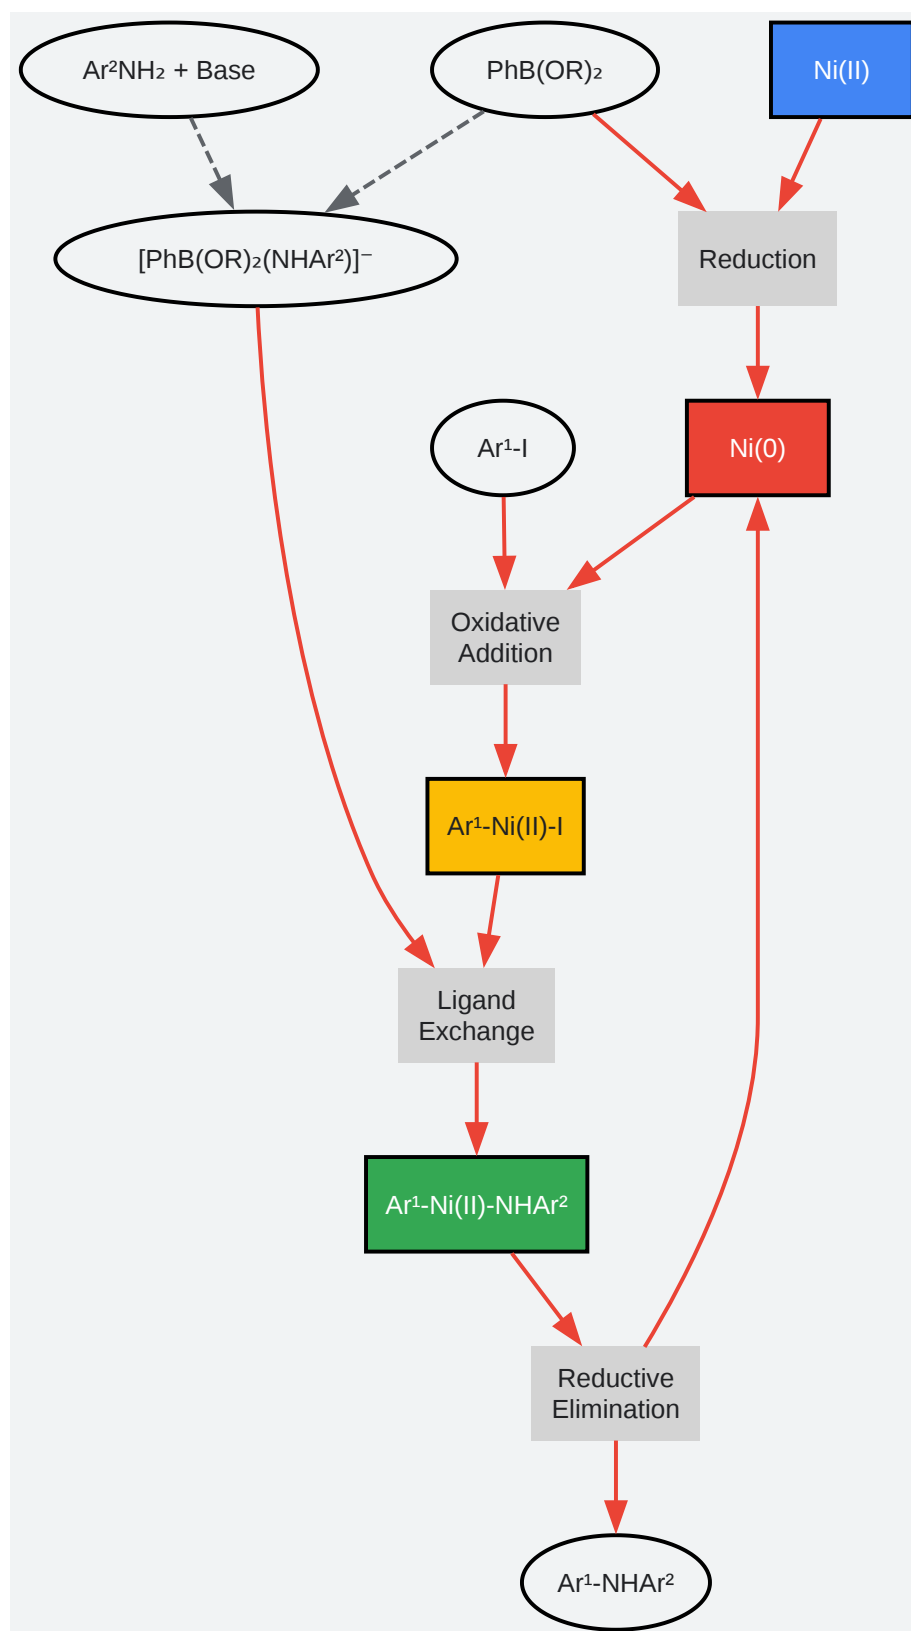 Ar²NH₂ + Base
PhB(OR)₂
Ni(II)
[PhB(OR)₂(NHAr²)]⁻
Reduction
Ar¹-I
Ni(0)
Oxidative
Addition
Ar¹-Ni(II)-I
Ligand
Exchange
Ar¹-Ni(II)-NHAr²
Reductive
Elimination
Ar¹-NHAr²